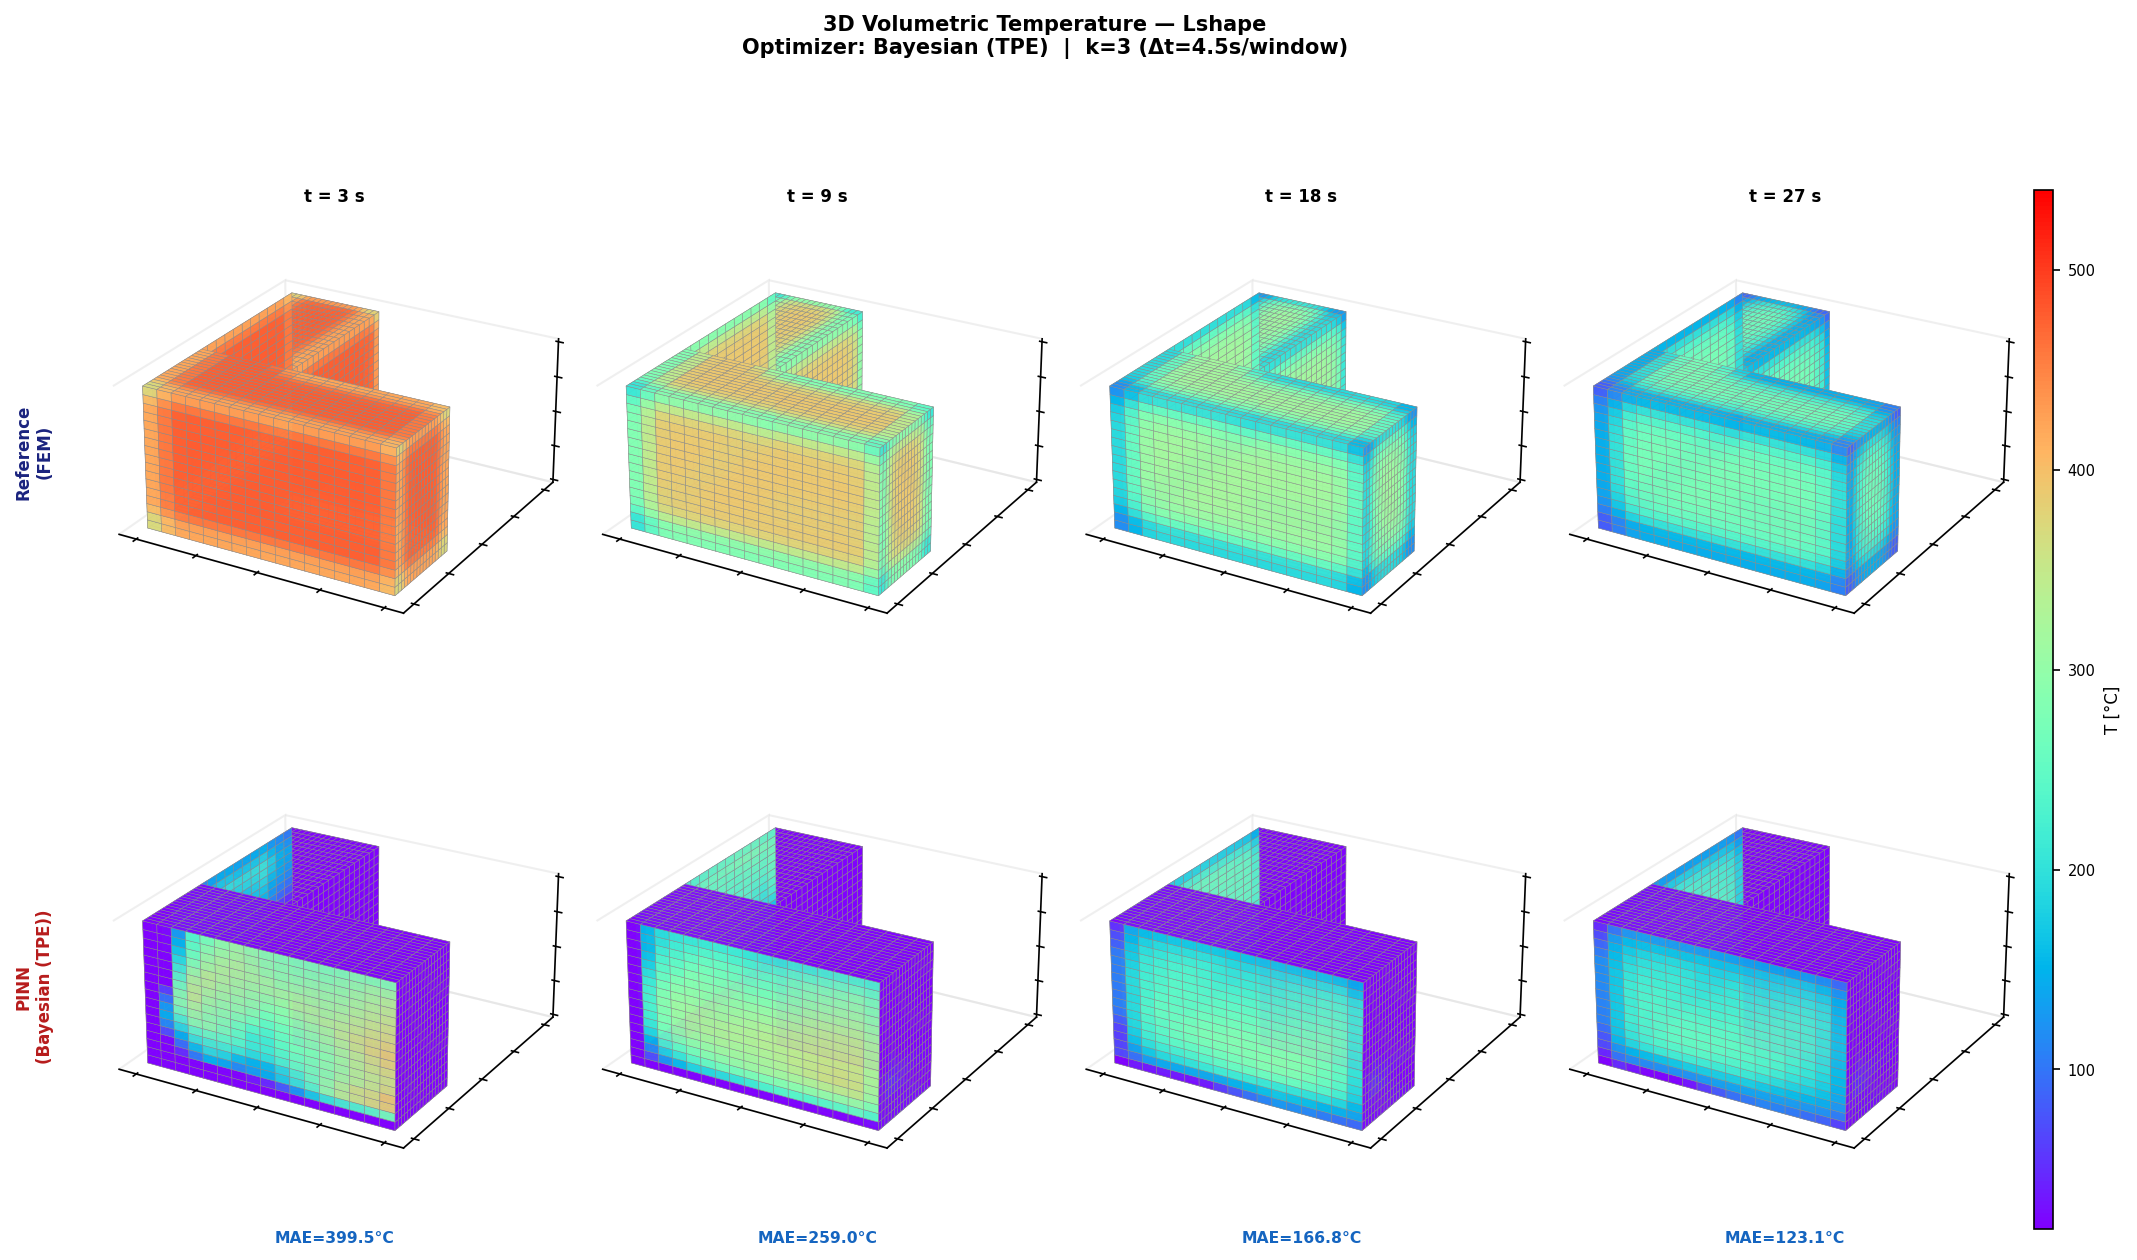 3D Volumetric Temperature — Lshape
Optimizer: Bayesian (TPE) | k=3 (Δt=4.5s/window)
t = 3 s
t = 9 s
t = 18 s
t = 27 s
Reference
(FEM)
PINN
(Bayesian (TPE))
500
400
300
200
100
T [°C]
MAE=399.5°C
MAE=259.0°C
MAE=166.8°C
MAE=123.1°C